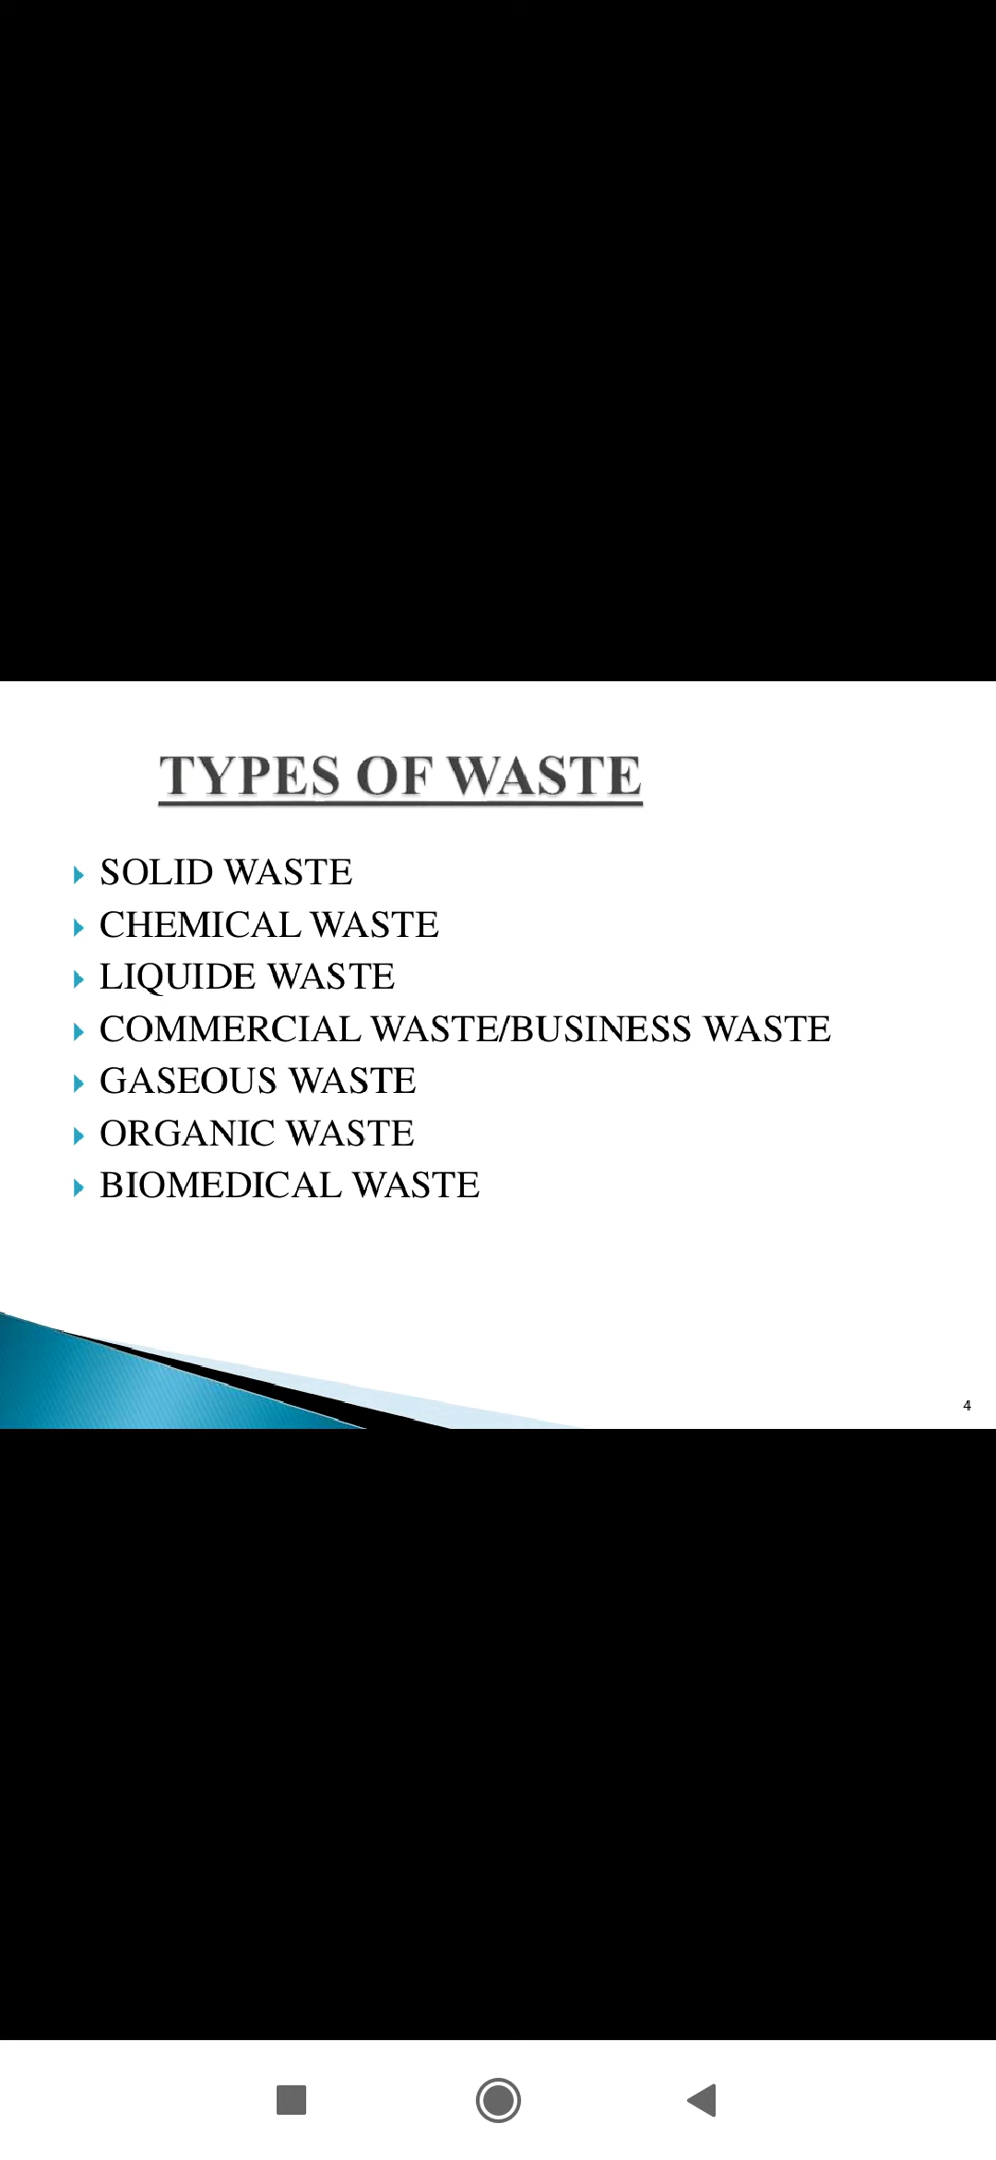 TYPES OF WASTE
SOLID WASTE
CHEMICAL WASTE
LIQUIDE WASTE
COMMERCIAL WASTE/BUSINESS WASTE
GASEOUS WASTE
ORGANIC WASTE
BIOMEDICAL WASTE
4